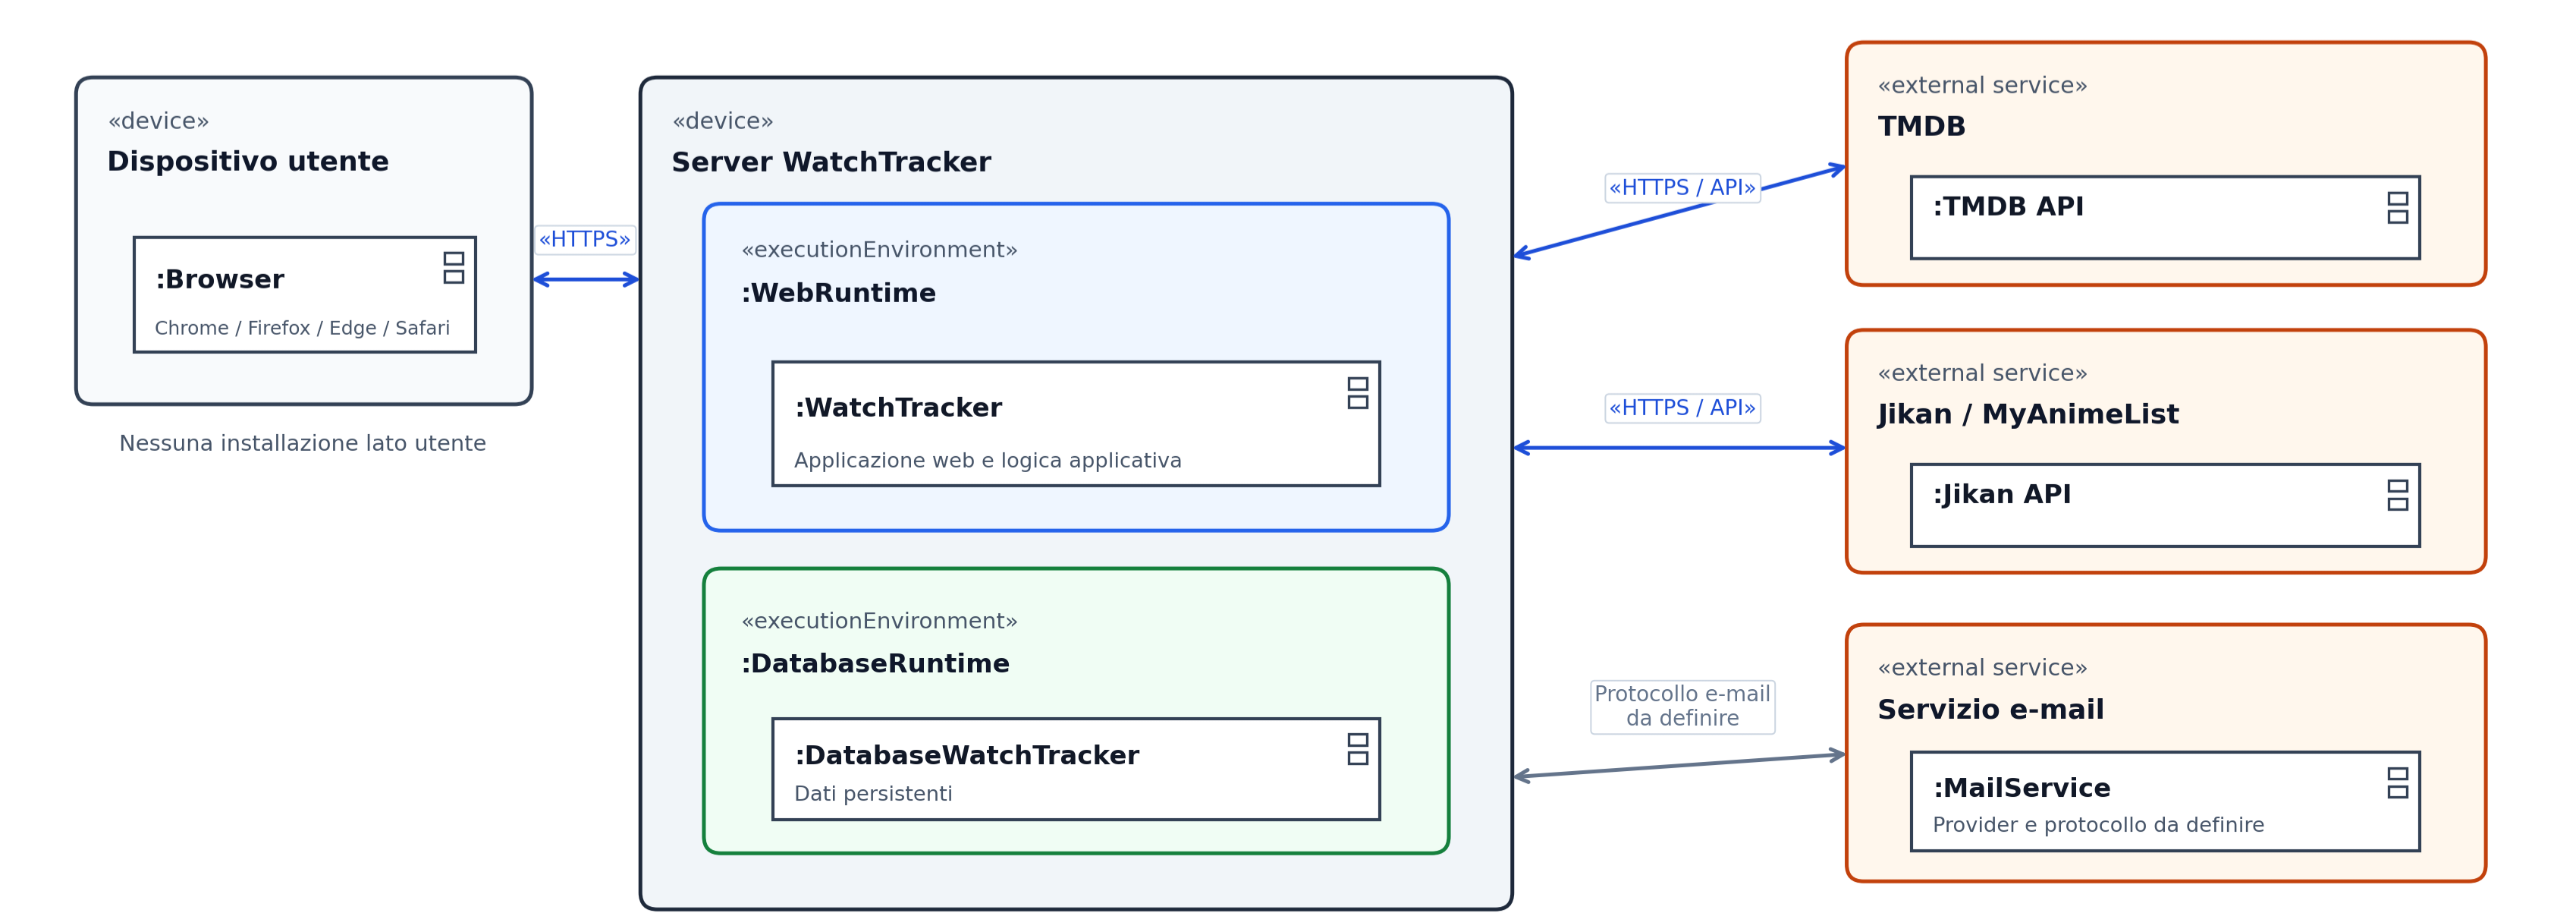 «device»
Dispositivo utente
:Browser
Chrome / Firefox / Edge / Safari
Nessuna installazione lato utente
«HTTPS»
«device»
Server WatchTracker
«executionEnvironment»
:WebRuntime
:WatchTracker
Applicazione web e logica applicativa
«executionEnvironment»
:DatabaseRuntime
:DatabaseWatchTracker
Dati persistenti
«HTTPS / API»
«HTTPS / API»
Protocollo e-mail
da definire
«external service»
TMDB
:TMDB API
«external service»
Jikan / MyAnimeList
:Jikan API
«external service»
Servizio e-mail
:MailService
Provider e protocollo da definire